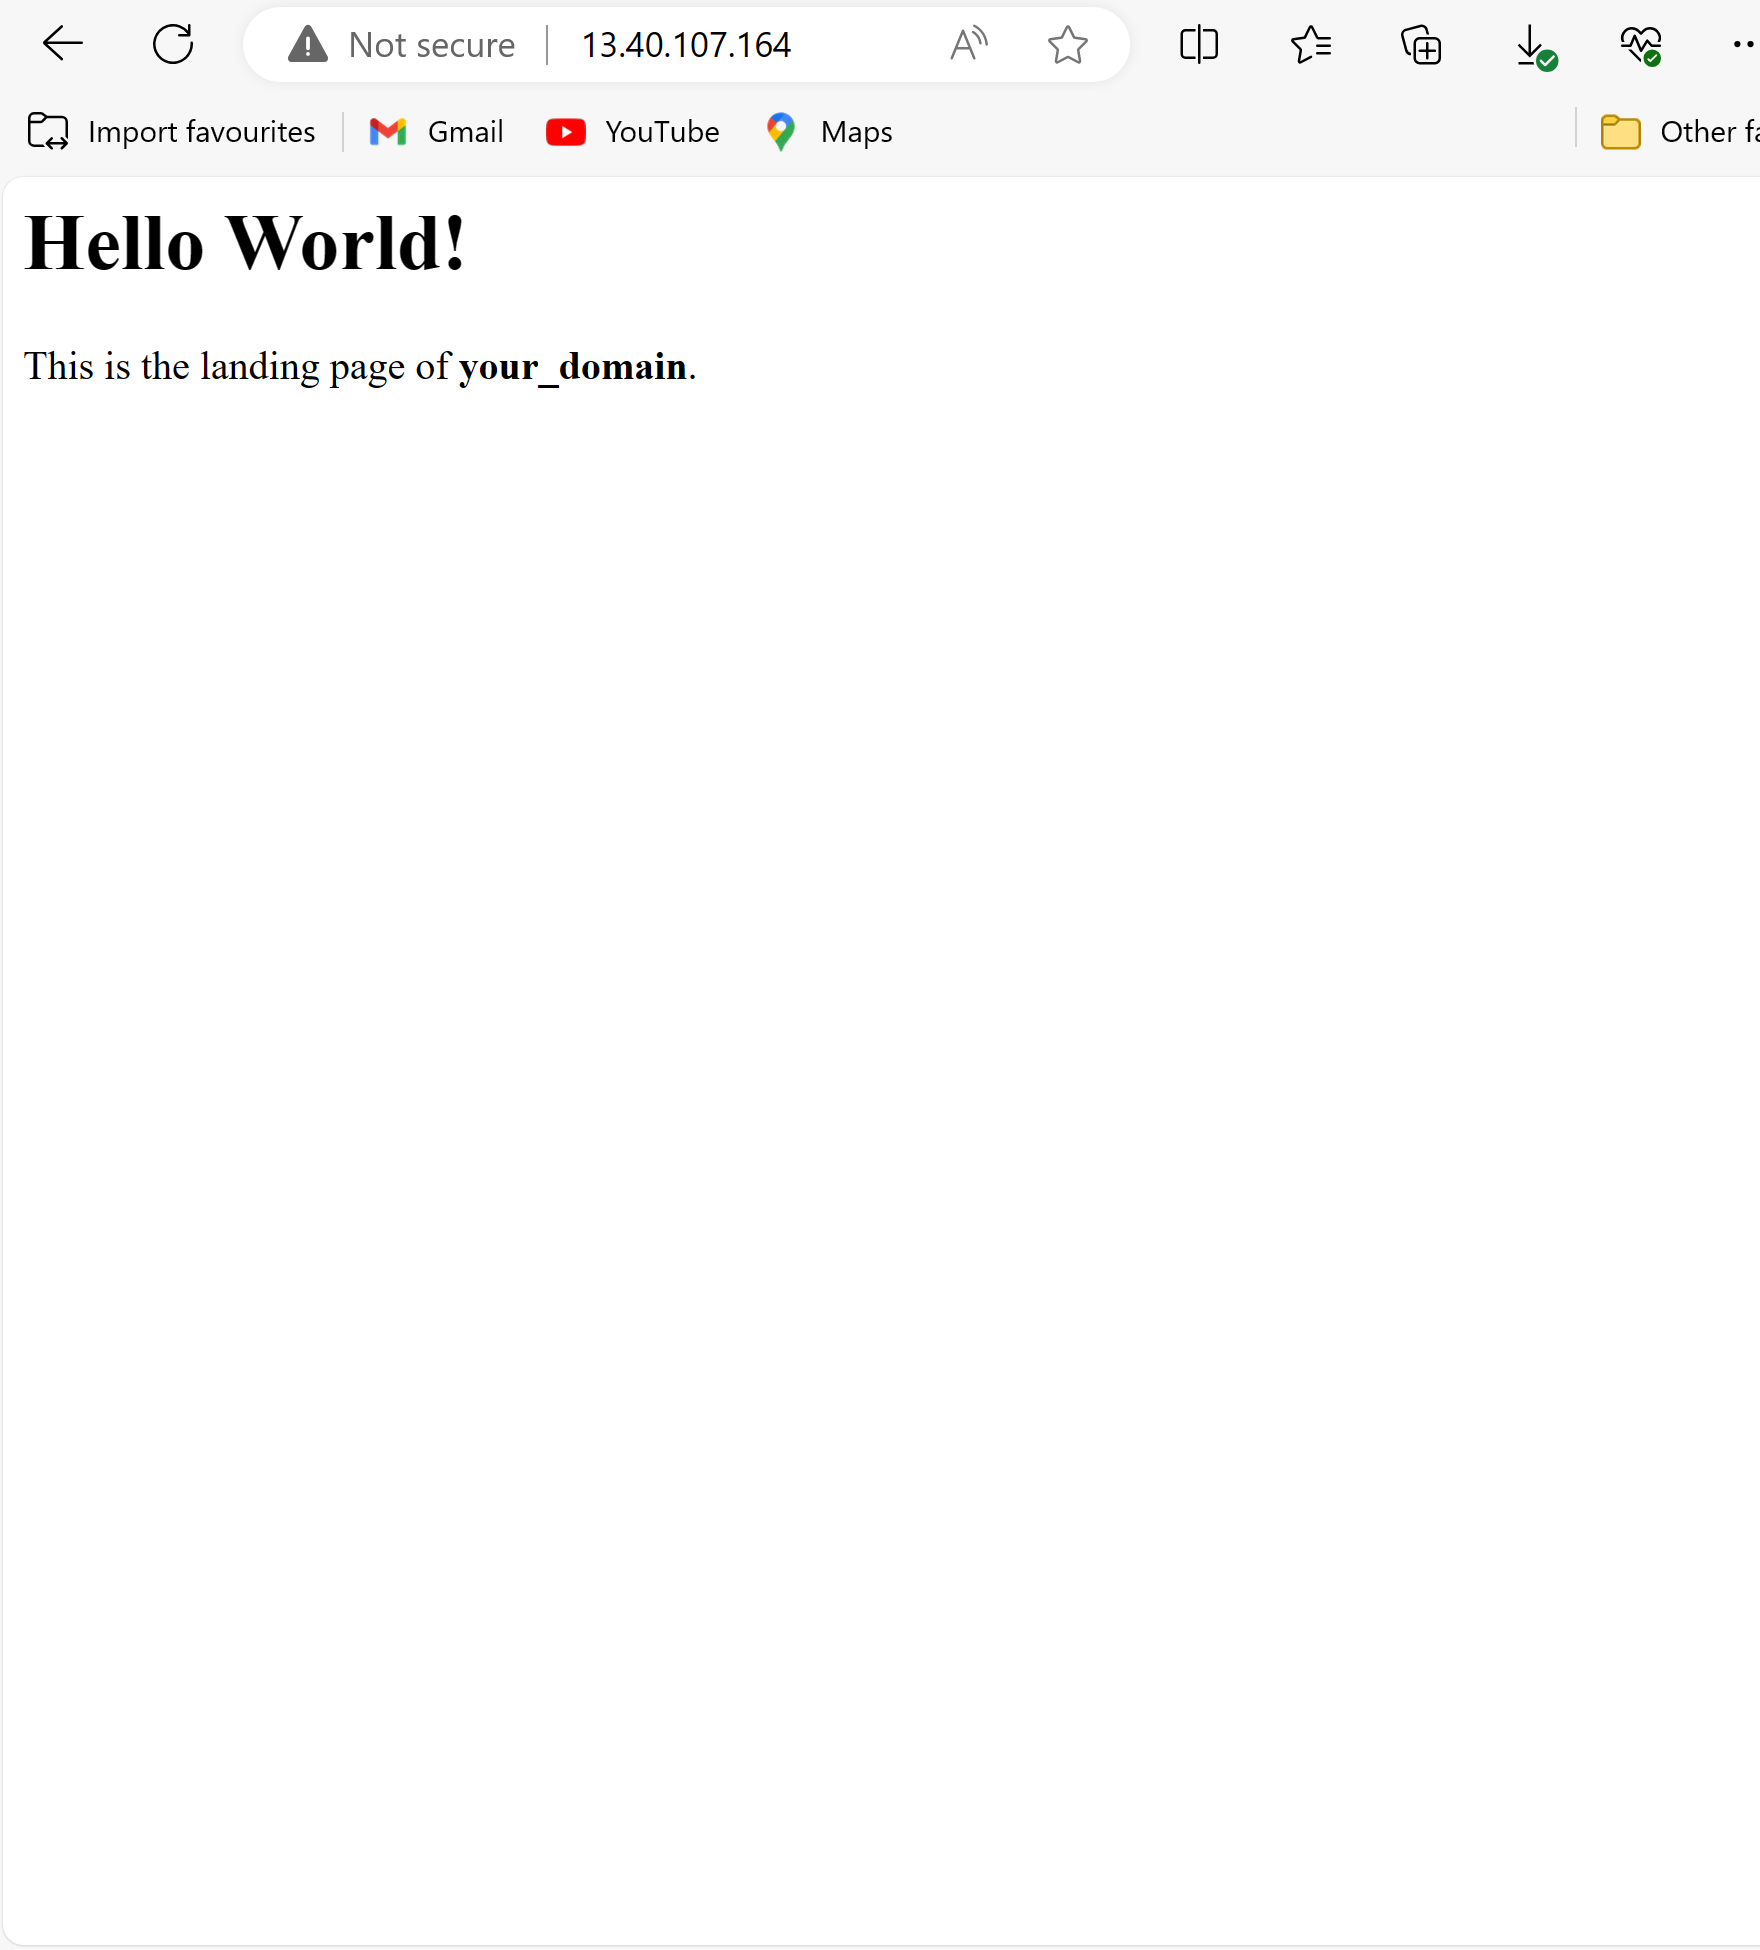 Not secure 13.40.107.164
Import favourites Gmail YouTube Maps Other fa
Hello World!
This is the landing page of your_domain.